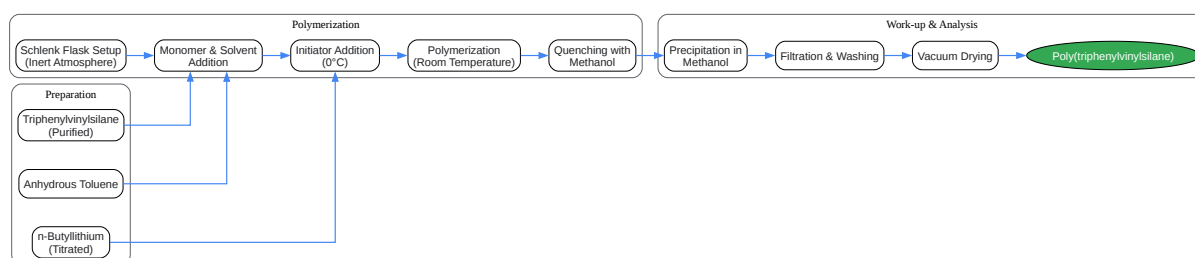 Polymerization
Schlenk Flask Setup
(Inert Atmosphere)
Monomer & Solvent
Addition
Initiator Addition
(0°C)
Polymerization
(Room Temperature)
Quenching with
Methanol
Work-up & Analysis
Precipitation in
Methanol
Filtration & Washing
Vacuum Drying
Poly(triphenylvinylsilane)
Preparation
Triphenylvinylsilane
(Purified)
Anhydrous Toluene
n-Butyllithium
(Titrated)